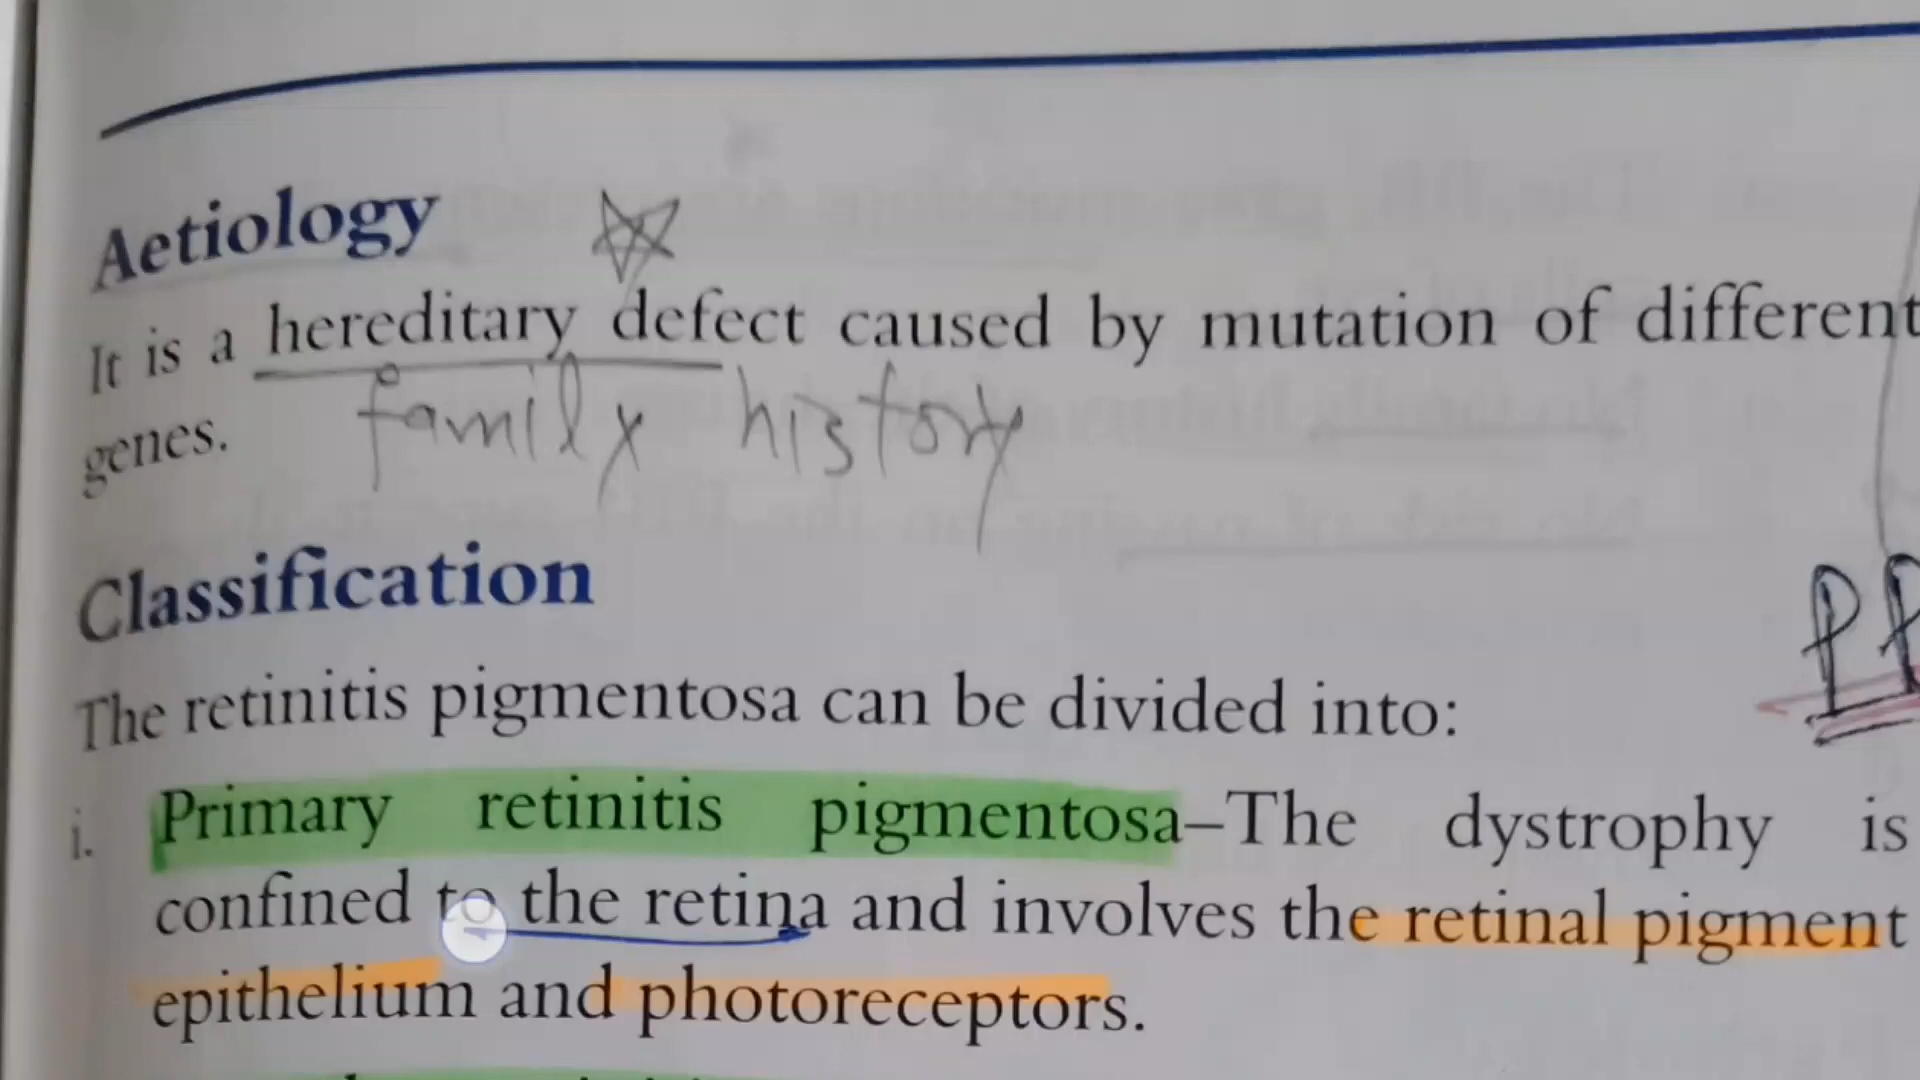 Aetiology
It is a hereditary defect caused by mutation of different
genes.
family history
Classification
The retinitis pigmentosa can be divided into:
i. Primary retinitis pigmentosa–The dystrophy is
confined to the retina and involves the retinal pigment
epithelium and photoreceptors.